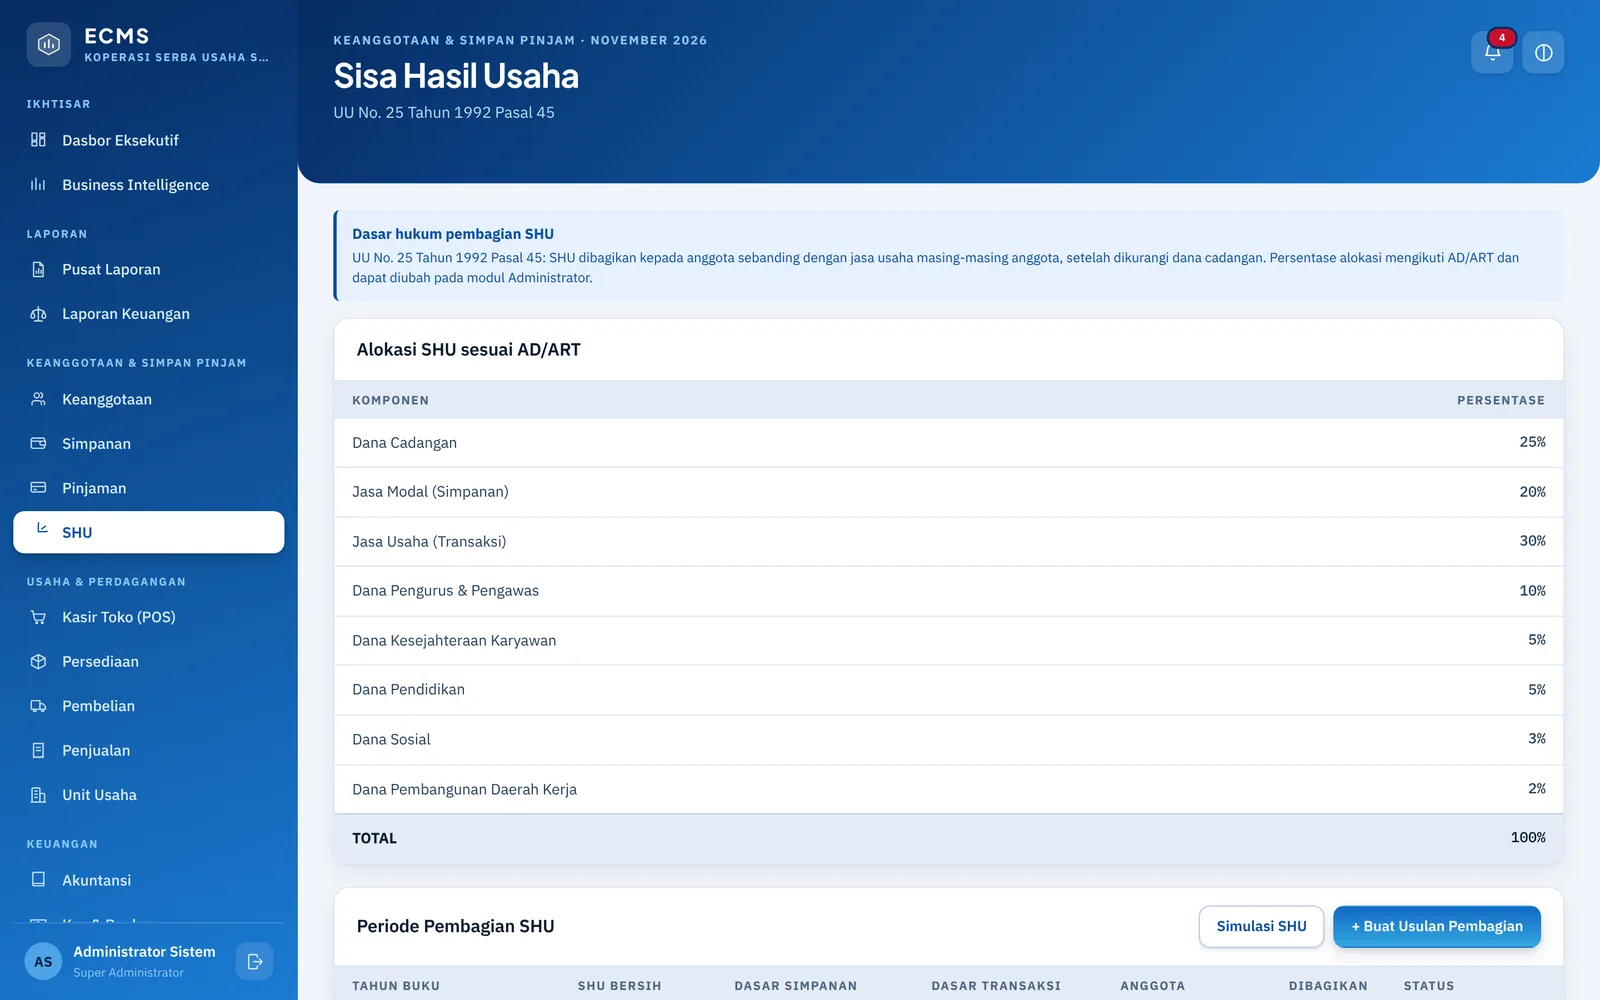 ECMS
KOPERASI SERBA USAHA S...
IKHTISAR
Dasbor Eksekutif
Business Intelligence
LAPORAN
Pusat Laporan
Laporan Keuangan
KEANGGOTAAN & SIMPAN PINJAM
Keanggotaan
Simpanan
Pinjaman
SHU
USAHA & PERDAGANGAN
Kasir Toko (POS)
Persediaan
Pembelian
Penjualan
Unit Usaha
KEUANGAN
Akuntansi
AS
Administrator Sistem
Super Administrator
KEANGGOTAAN & SIMPAN PINJAM · NOVEMBER 2026
Sisa Hasil Usaha
UU No. 25 Tahun 1992 Pasal 45
4
Dasar hukum pembagian SHU
UU No. 25 Tahun 1992 Pasal 45: SHU dibagikan kepada anggota sebanding dengan jasa usaha masing-masing anggota, setelah dikurangi dana cadangan. Persentase alokasi mengikuti AD/ART dan
dapat diubah pada modul Administrator.
Alokasi SHU sesuai AD/ART
KOMPONEN PERSENTASE
Dana Cadangan 25%
Jasa Modal (Simpanan) 20%
Jasa Usaha (Transaksi) 30%
Dana Pengurus & Pengawas 10%
Dana Kesejahteraan Karyawan 5%
Dana Pendidikan 5%
Dana Sosial 3%
Dana Pembangunan Daerah Kerja 2%
TOTAL 100%
Periode Pembagian SHU
Simulasi SHU
+ Buat Usulan Pembagian
TAHUN BUKU SHU BERSIH DASAR SIMPANAN DASAR TRANSAKSI ANGGOTA DIBAGIKAN STATUS